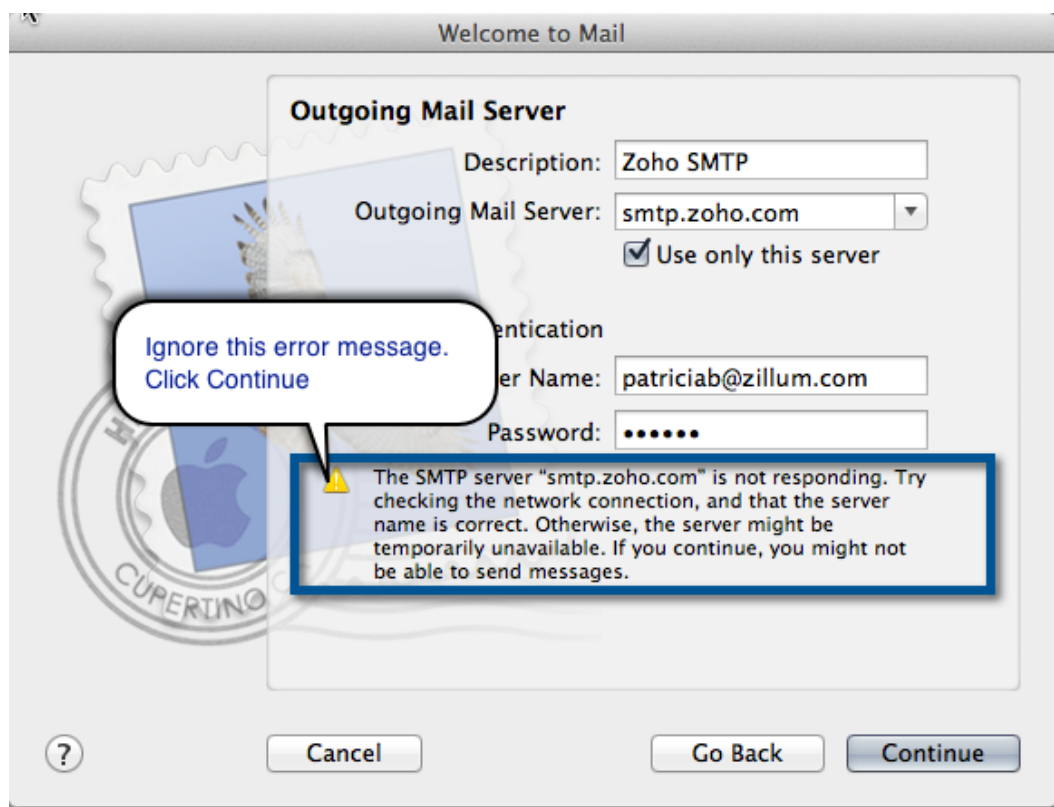 Welcome to Mail
Outgoing Mail Server
Description: Zoho SMTP
Outgoing Mail Server: smtp.zoho.com
Use only this server
Ignore this error message.
Click Continue
entication
er Name: patriciab@zillum.com
Password: ••••••
The SMTP server “smtp.zoho.com” is not responding. Try
checking the network connection, and that the server
name is correct. Otherwise, the server might be
temporarily unavailable. If you continue, you might not
be able to send messages.
CUPERTINO
?
Cancel
Go Back
Continue